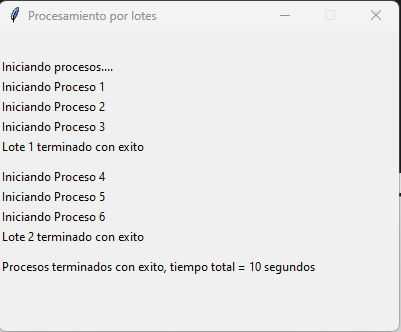 Procesamiento por lotes
Iniciando procesos....
Iniciando Proceso 1
Iniciando Proceso 2
Iniciando Proceso 3
Lote 1 terminado con exito
Iniciando Proceso 4
Iniciando Proceso 5
Iniciando Proceso 6
Lote 2 terminado con exito
Procesos terminados con exito, tiempo total = 10 segundos